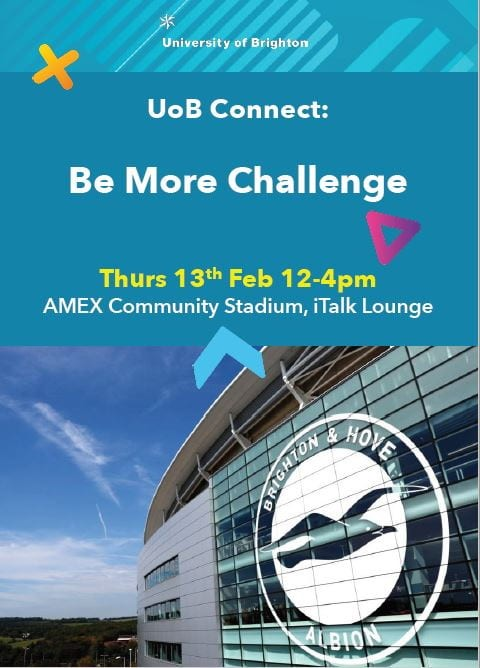 University of Brighton
UoB Connect:
Be More Challenge
Thurs 13th Feb 12-4pm
AMEX Community Stadium, iTalk Lounge
BRIGHTON & HOVE
ALBION